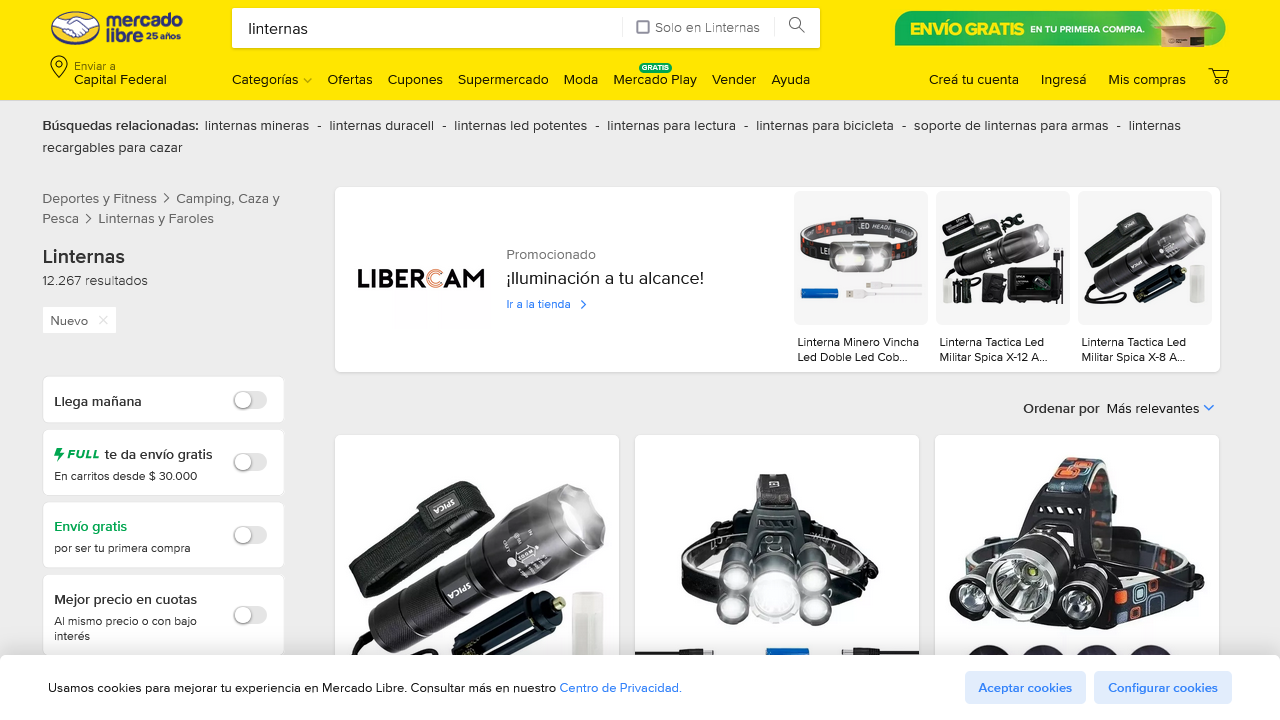 mercado
libre 25 años
linternas
Solo en Linternas
ENVÍO GRATIS EN TU PRIMERA COMPRA.
Enviar a
Capital Federal
Categorías Ofertas Cupones Supermercado Moda GRATIS Mercado Play Vender Ayuda
Creá tu cuenta Ingresá Mis compras
Búsquedas relacionadas: linternas mineras - linternas duracell - linternas led potentes - linternas para lectura - linternas para bicicleta - soporte de linternas para armas - linternas
recargables para cazar
Deportes y Fitness > Camping, Caza y
Pesca > Linternas y Faroles
Linternas
12.267 resultados
Nuevo
LIBERCAM
Promocionado
¡Iluminación a tu alcance!
Ir a la tienda
Linterna Minero Vincha
Led Doble Led Cob...
Linterna Tactica Led
Militar Spica X-12 A...
Linterna Tactica Led
Militar Spica X-8 A...
Ordenar por Más relevantes
Llega mañana
FULL te da envío gratis
En carritos desde $ 30.000
Envío gratis
por ser tu primera compra
Mejor precio en cuotas
Al mismo precio o con bajo
interés
SPICA
SPICA
Usamos cookies para mejorar tu experiencia en Mercado Libre. Consultar más en nuestro Centro de Privacidad.
Aceptar cookies
Configurar cookies